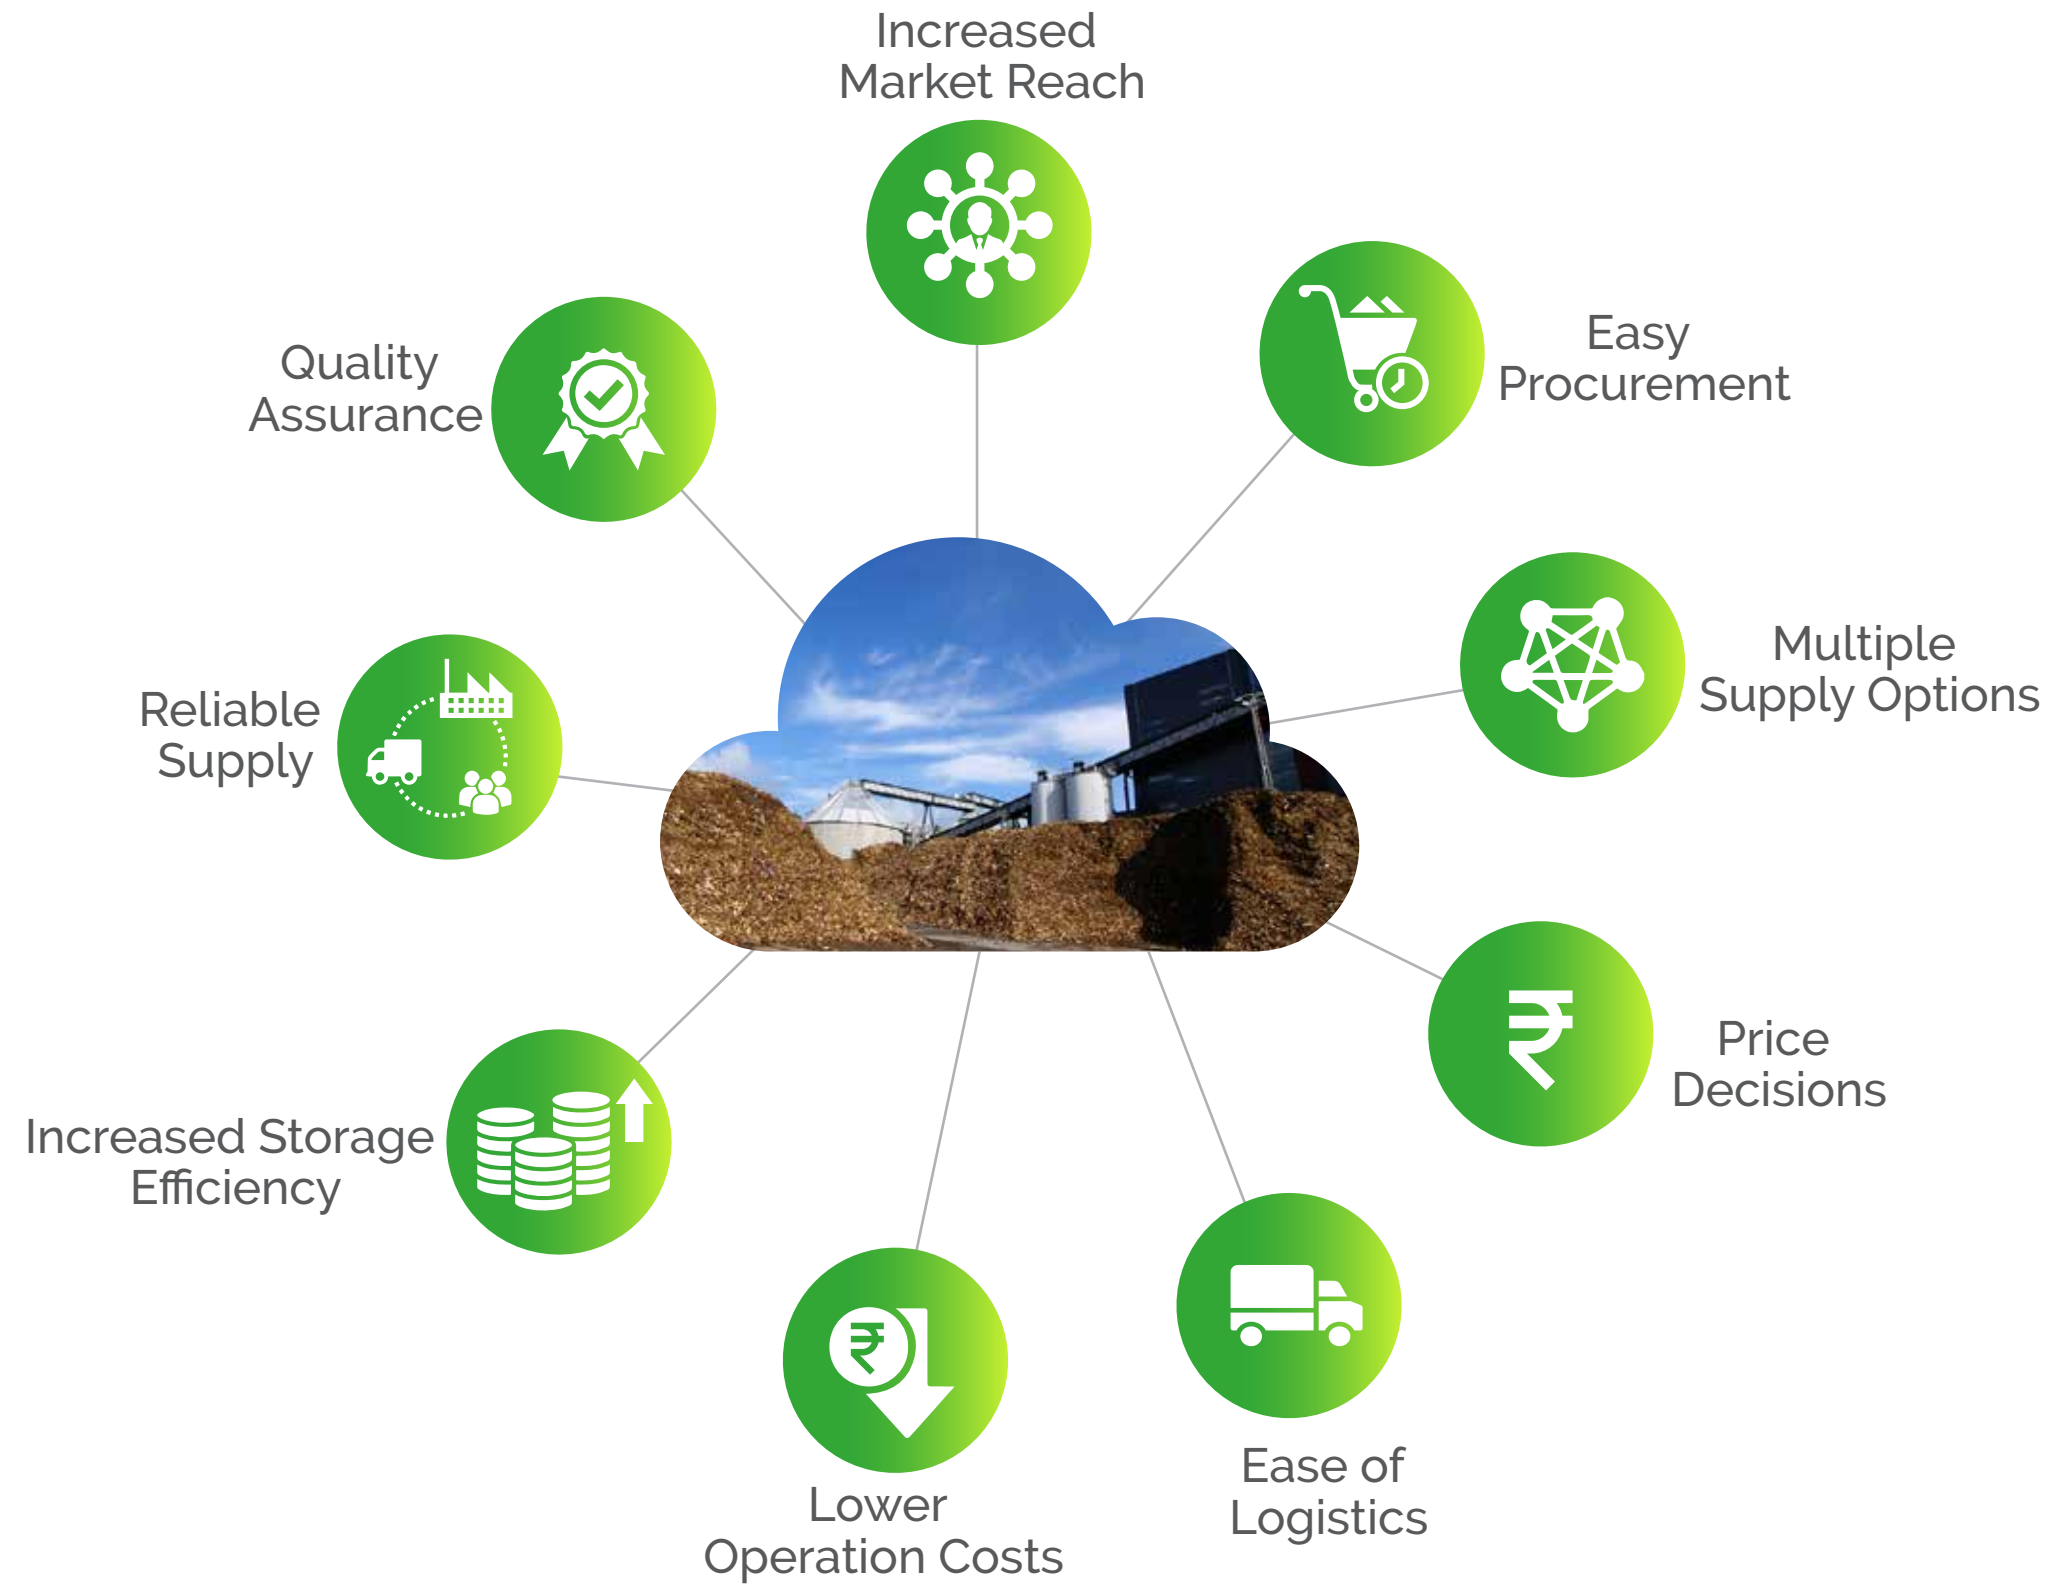 Increased
Market Reach
Easy
Procurement
Multiple
Supply Options
Price
Decisions
Ease of
Logistics
Lower
Operation Costs
Increased Storage
Efficiency
Reliable
Supply
Quality
Assurance
₹
₹